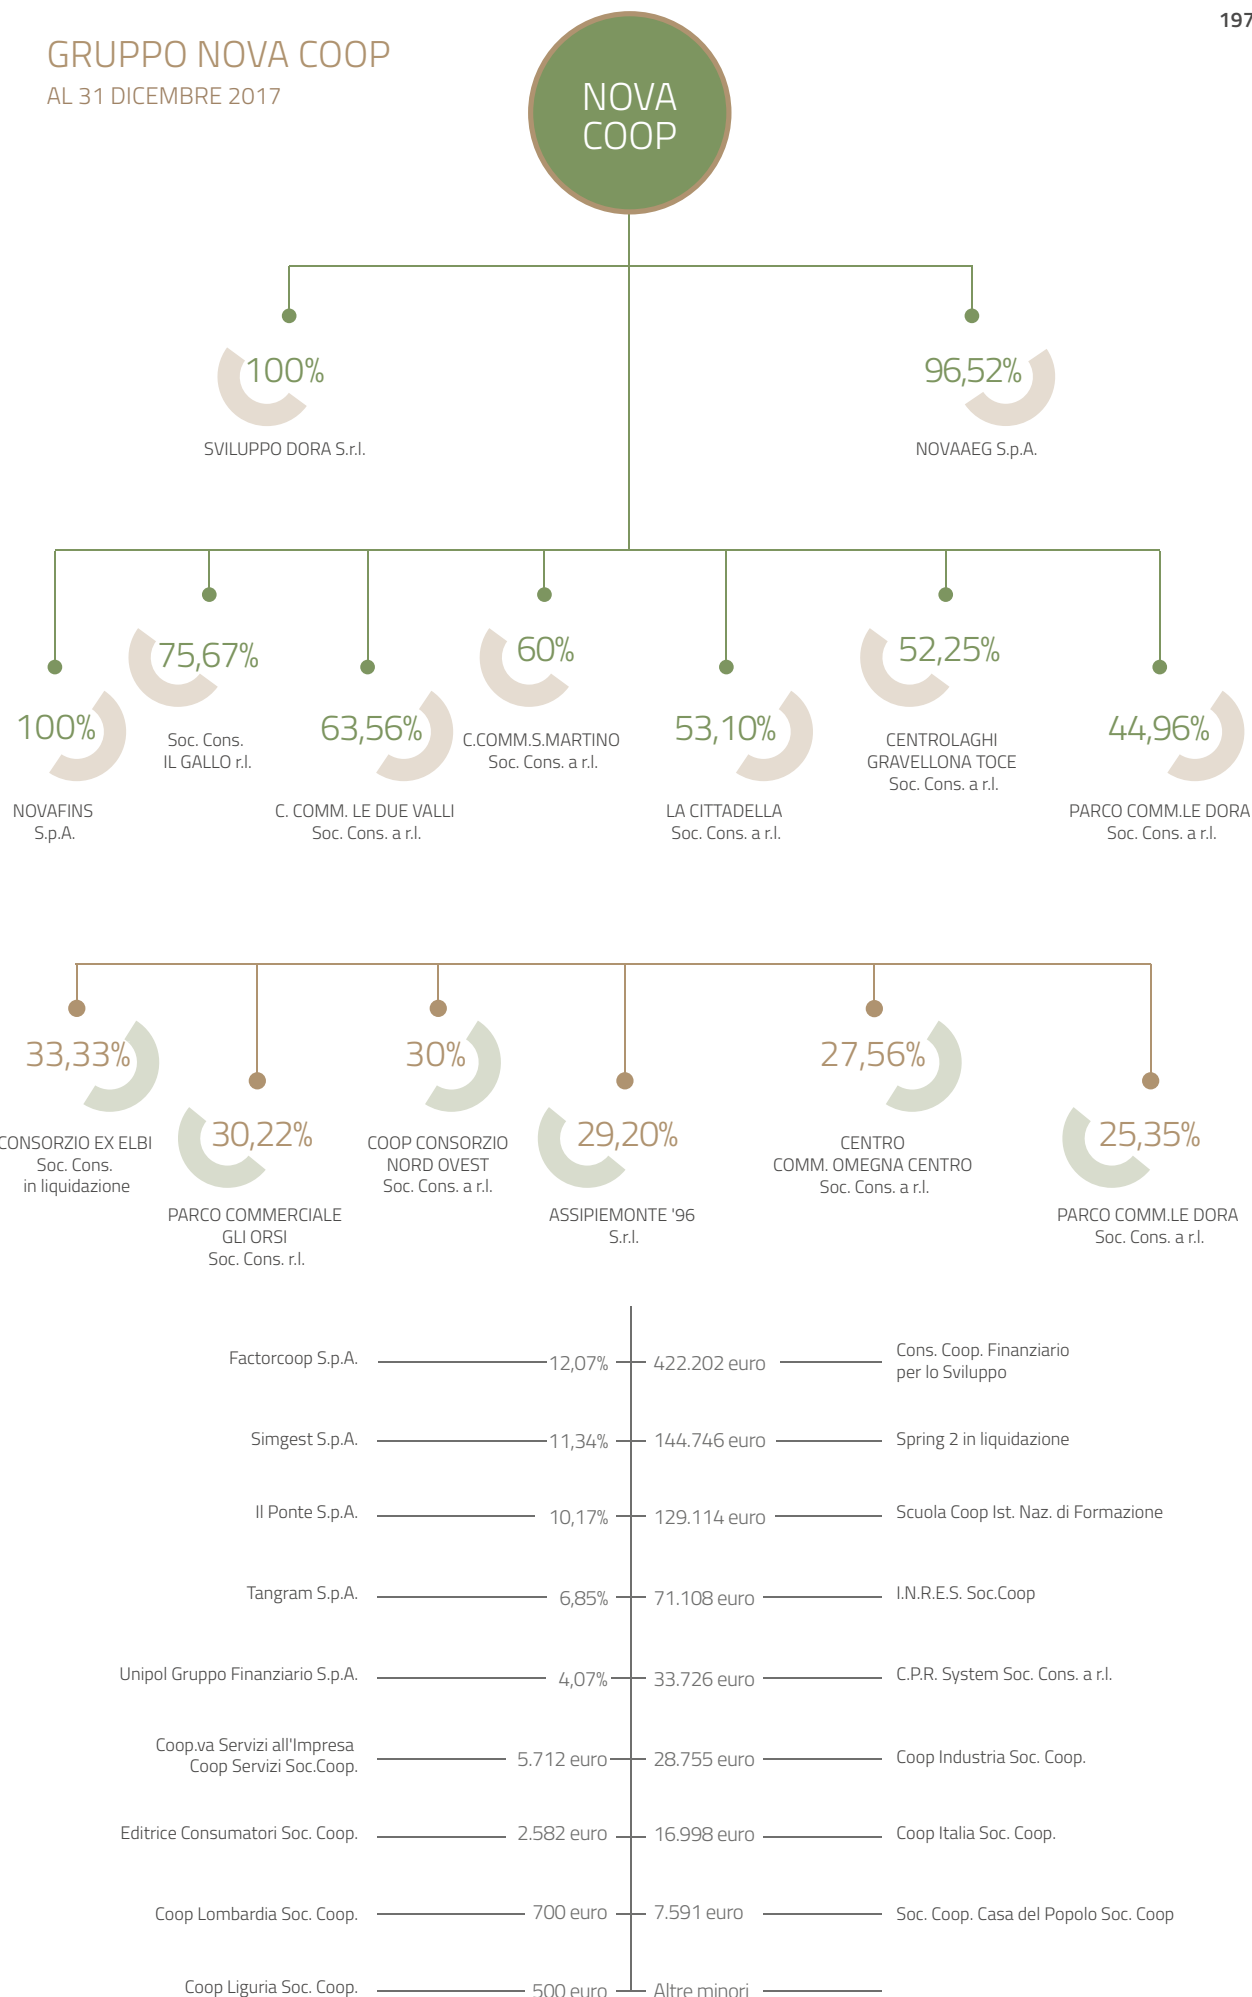 197
GRUPPO NOVA COOP
AL 31 DICEMBRE 2017
NOVA
COOP
100%
SVILUPPO DORA S.r.l.
96,52%
NOVAAEG S.p.A.
100%
NOVAFINS
S.p.A.
75,67%
Soc. Cons.
IL GALLO r.l.
63,56%
C. COMM. LE DUE VALLI
Soc. Cons. a r.l.
60%
C.COMM.S.MARTINO
Soc. Cons. a r.l.
53,10%
LA CITTADELLA
Soc. Cons. a r.l.
52,25%
CENTROLAGHI
GRAVELLONA TOCE
Soc. Cons. a r.l.
44,96%
PARCO COMM.LE DORA
Soc. Cons. a r.l.
33,33%
CONSORZIO EX ELBI
Soc. Cons.
in liquidazione
30,22%
PARCO COMMERCIALE
GLI ORSI
Soc. Cons. r.l.
30%
COOP CONSORZIO
NORD OVEST
Soc. Cons. a r.l.
29,20%
ASSIPIEMONTE '96
S.r.l.
27,56%
CENTRO
COMM. OMEGNA CENTRO
Soc. Cons. a r.l.
25,35%
PARCO COMM.LE DORA
Soc. Cons. a r.l.
Factorcoop S.p.A. 12,07% 422.202 euro Cons. Coop. Finanziario
per lo Sviluppo
Simgest S.p.A. 11,34% 144.746 euro Spring 2 in liquidazione
Il Ponte S.p.A. 10,17% 129.114 euro Scuola Coop Ist. Naz. di Formazione
Tangram S.p.A. 6,85% 71.108 euro I.N.R.E.S. Soc.Coop
Unipol Gruppo Finanziario S.p.A. 4,07% 33.726 euro C.P.R. System Soc. Cons. a r.l.
Coop.va Servizi all'Impresa
Coop Servizi Soc.Coop. 5.712 euro 28.755 euro Coop Industria Soc. Coop.
Editrice Consumatori Soc. Coop. 2.582 euro 16.998 euro Coop Italia Soc. Coop.
Coop Lombardia Soc. Coop. 700 euro 7.591 euro Soc. Coop. Casa del Popolo Soc. Coop
Coop Liguria Soc. Coop. 500 euro Altre minori